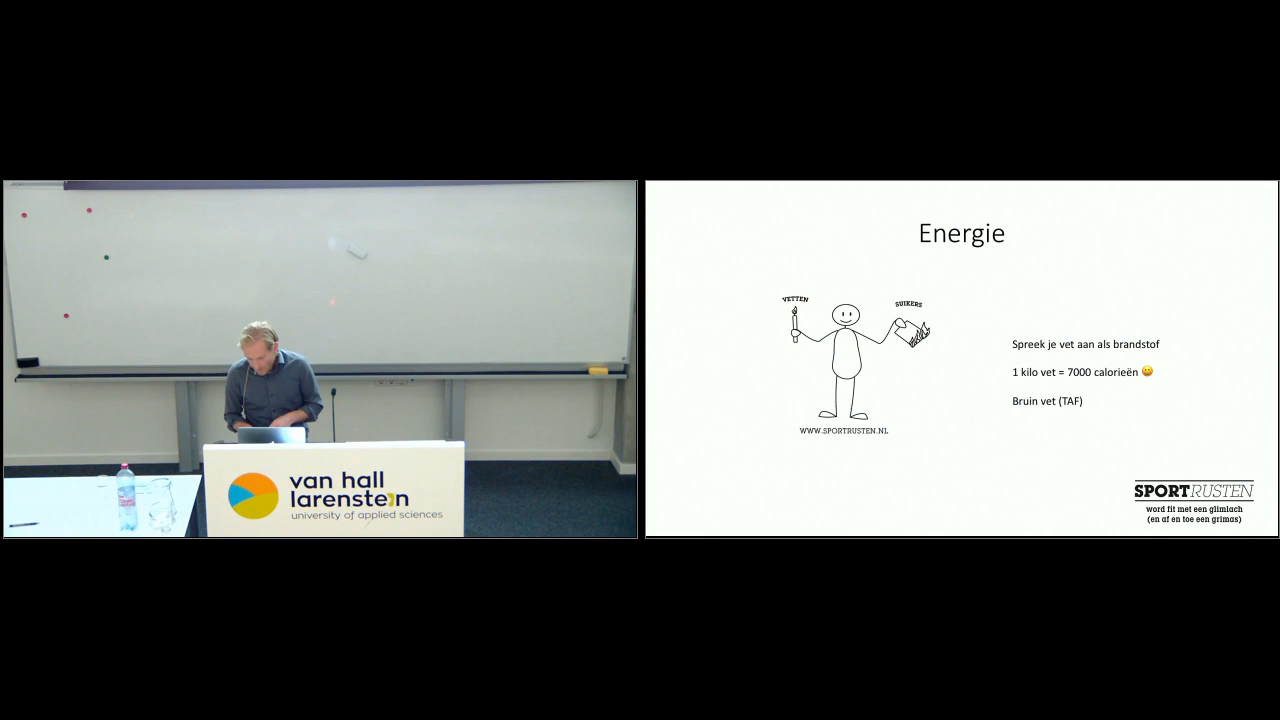 van hall
larenstein
university of applied sciences
Energie
VETTEN
SUIKERS
WWW.SPORTRUSTEN.NL
Spreek je vet aan als brandstof
1 kilo vet = 7000 calorieën 😀
Bruin vet (TAF)
SPORTRUSTEN
word fit met een glimlach
(en af en toe een grimas)